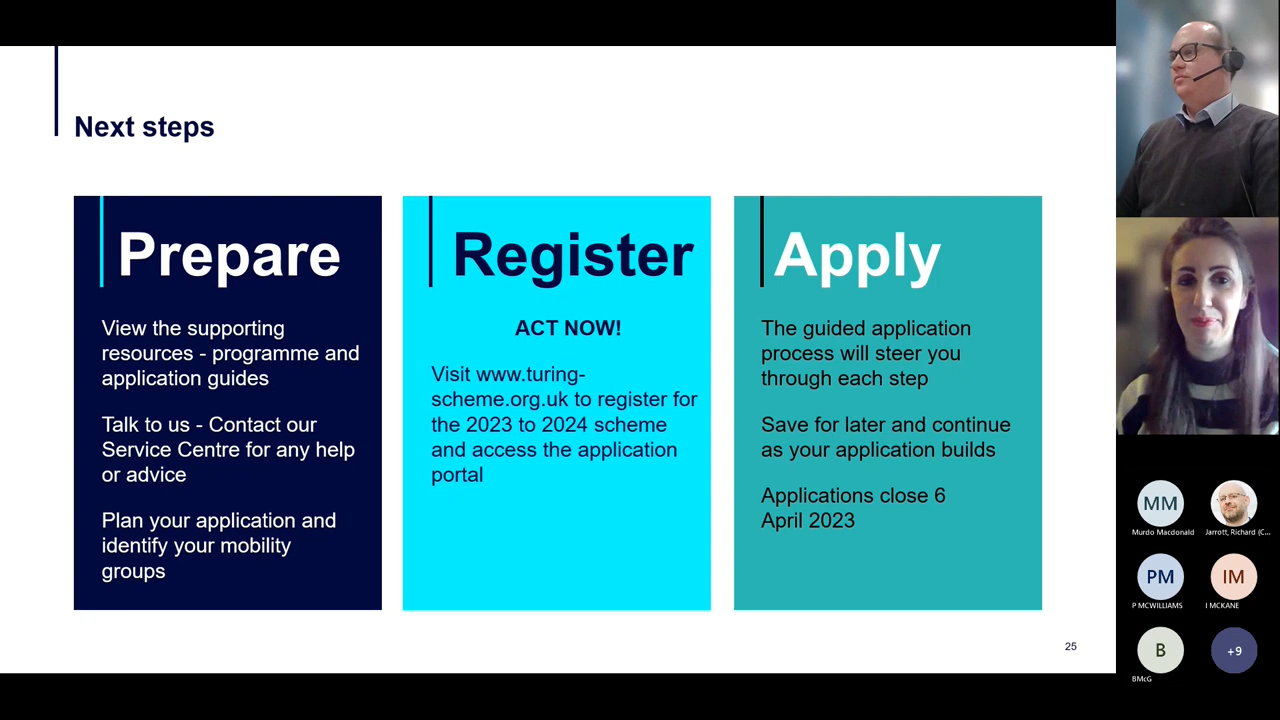 Next steps
Prepare
View the supporting
resources - programme and
application guides
Talk to us - Contact our
Service Centre for any help
or advice
Plan your application and
identify your mobility
groups
Register
ACT NOW!
Visit www.turing-
scheme.org.uk to register for
the 2023 to 2024 scheme
and access the application
portal
Apply
The guided application
process will steer you
through each step
Save for later and continue
as your application builds
Applications close 6
April 2023
25
MM
Murdo Macdonald
Jarrott, Richard (C...
PM
P MCWILLIAMS
IM
I MCKANE
B
BMcG
+9